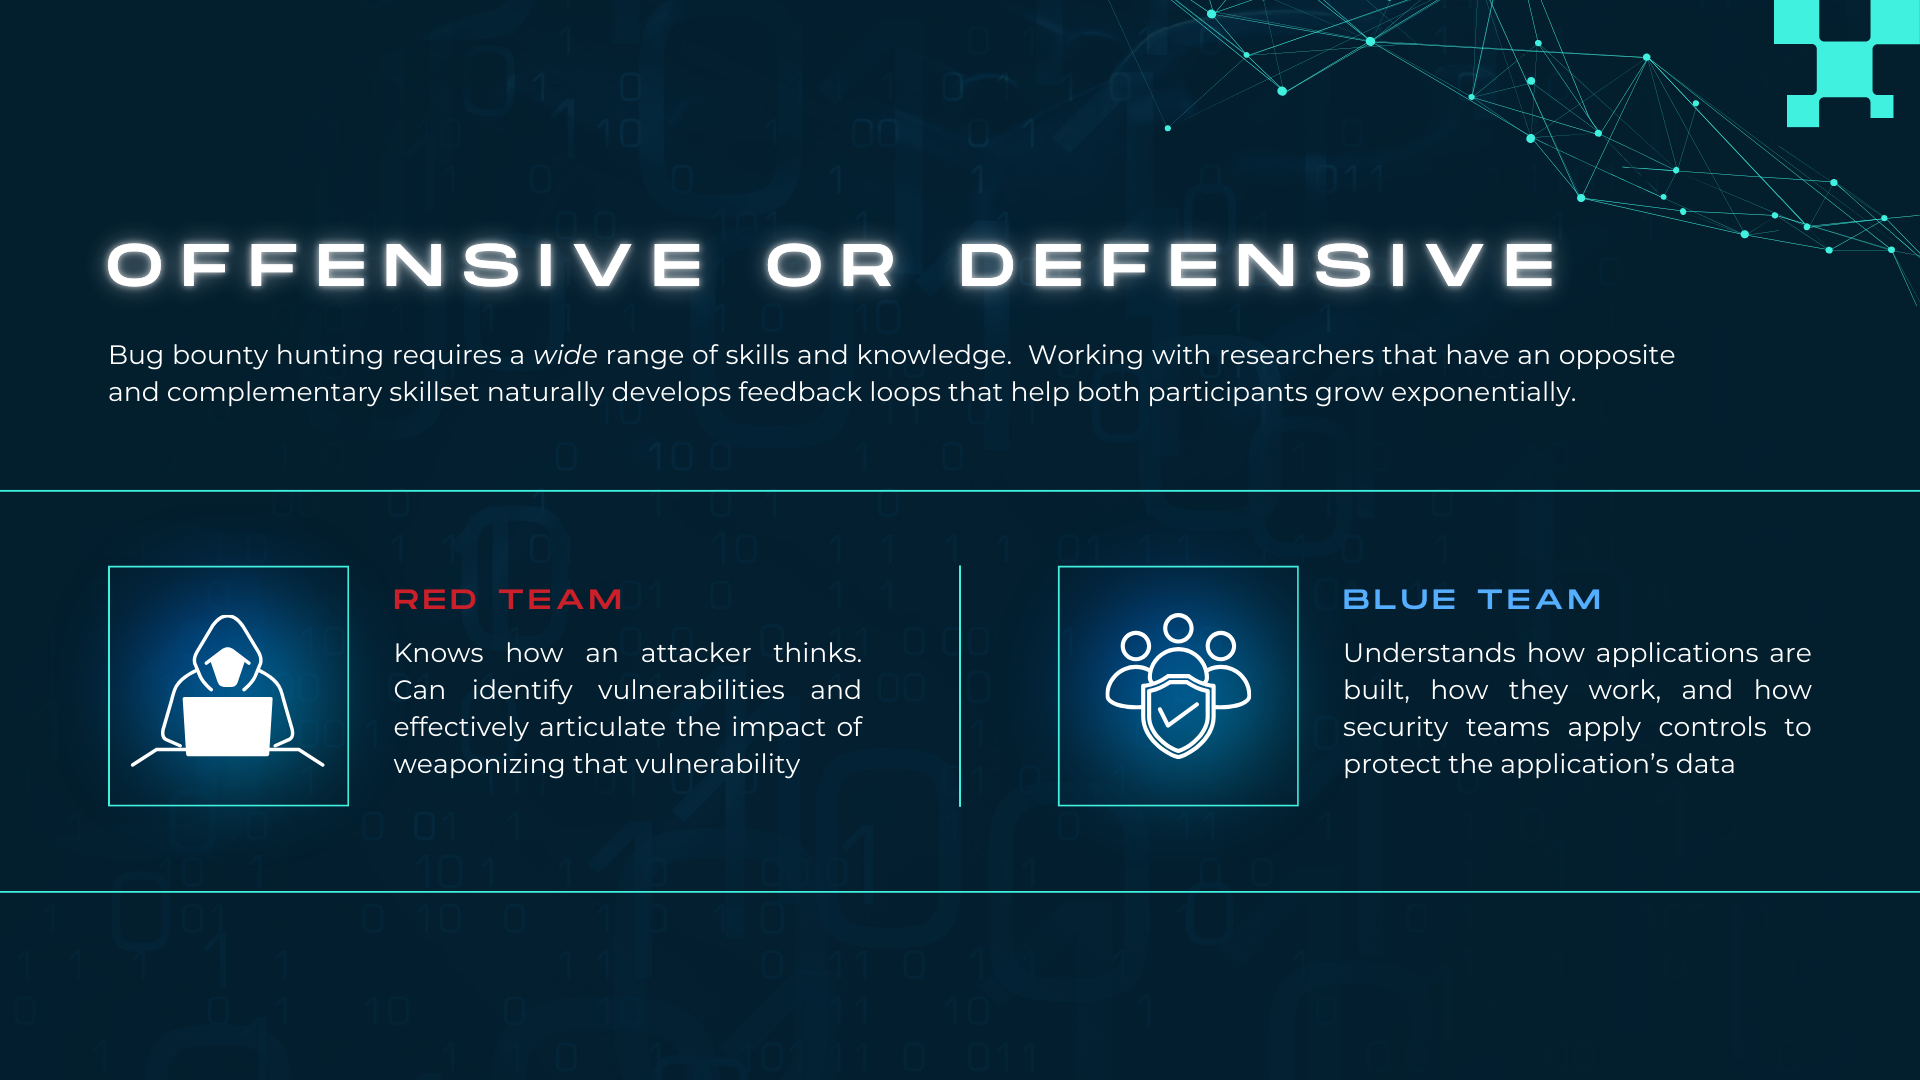 OFFENSIVE OR DEFENSIVE
Bug bounty hunting requires a wide range of skills and knowledge.  Working with researchers that have an opposite
and complementary skillset naturally develops feedback loops that help both participants grow exponentially.
RED TEAM
Knows how an attacker thinks.
Can identify vulnerabilities and
effectively articulate the impact of
weaponizing that vulnerability
BLUE TEAM
Understands how applications are
built, how they work, and how
security teams apply controls to
protect the application’s data